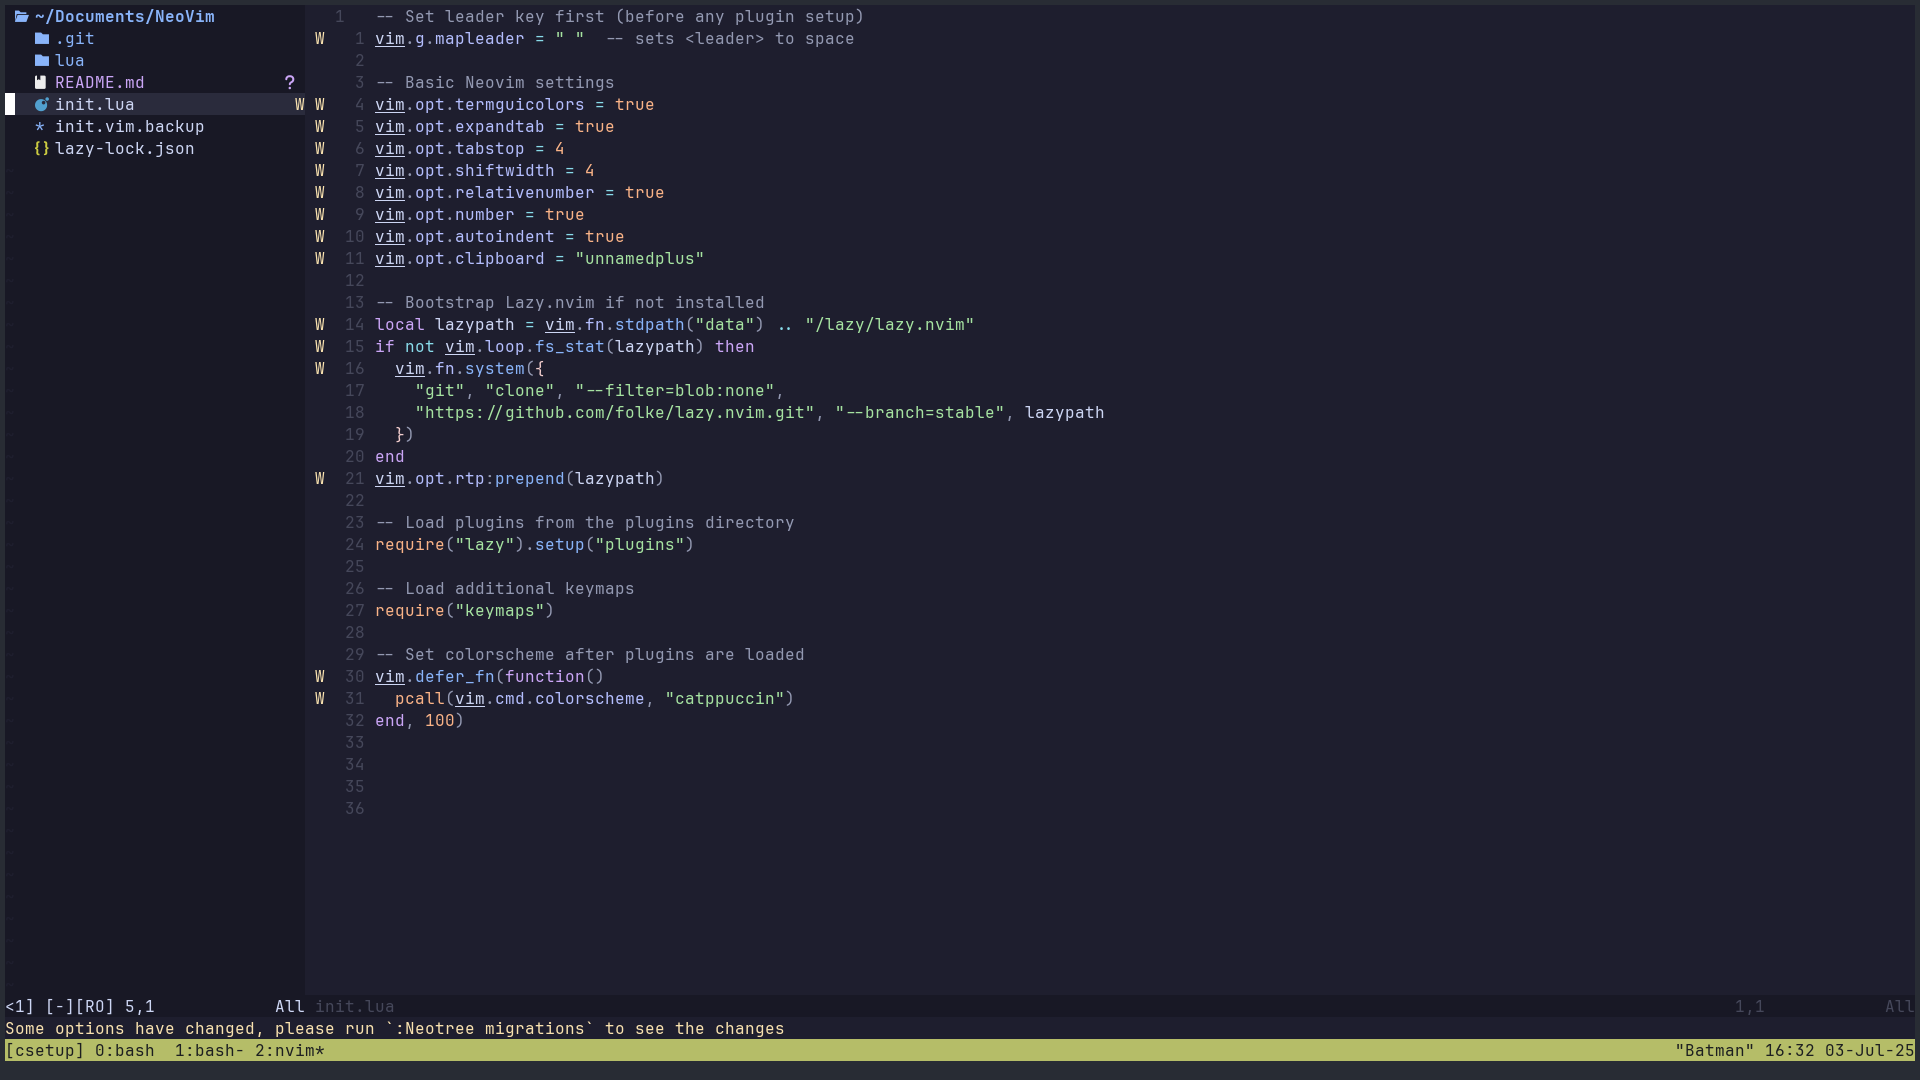 ~/Documents/NeoVim
.git
lua
README.md ?
init.lua W
init.vim.backup
{} lazy-lock.json
1 -- Set leader key first (before any plugin setup)
W 1 vim.g.mapleader = " "  -- sets <leader> to space
2
3 -- Basic Neovim settings
W 4 vim.opt.termguicolors = true
W 5 vim.opt.expandtab = true
W 6 vim.opt.tabstop = 4
W 7 vim.opt.shiftwidth = 4
W 8 vim.opt.relativenumber = true
W 9 vim.opt.number = true
W 10 vim.opt.autoindent = true
W 11 vim.opt.clipboard = "unnamedplus"
12
13 -- Bootstrap Lazy.nvim if not installed
W 14 local lazypath = vim.fn.stdpath("data") .. "/lazy/lazy.nvim"
W 15 if not vim.loop.fs_stat(lazypath) then
W 16   vim.fn.system({
17     "git", "clone", "--filter=blob:none",
18     "https://github.com/folke/lazy.nvim.git", "--branch=stable", lazypath
19   })
20 end
W 21 vim.opt.rtp:prepend(lazypath)
22
23 -- Load plugins from the plugins directory
24 require("lazy").setup("plugins")
25
26 -- Load additional keymaps
27 require("keymaps")
28
29 -- Set colorscheme after plugins are loaded
W 30 vim.defer_fn(function()
W 31   pcall(vim.cmd.colorscheme, "catppuccin")
32 end, 100)
33
34
35
36
<1] [-][RO] 5,1 All init.lua 1,1 All
Some options have changed, please run `:Neotree migrations` to see the changes
[csetup] 0:bash  1:bash- 2:nvim* "Batman" 16:32 03-Jul-25